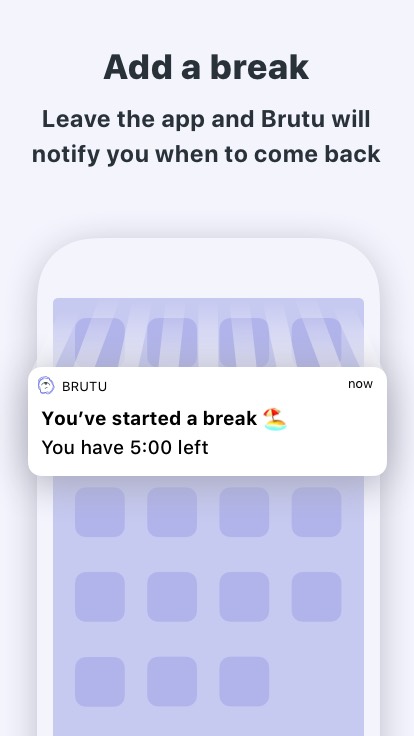 Add a break
Leave the app and Brutu will
notify you when to come back
BRUTU
now
You’ve started a break 🏖️
You have 5:00 left